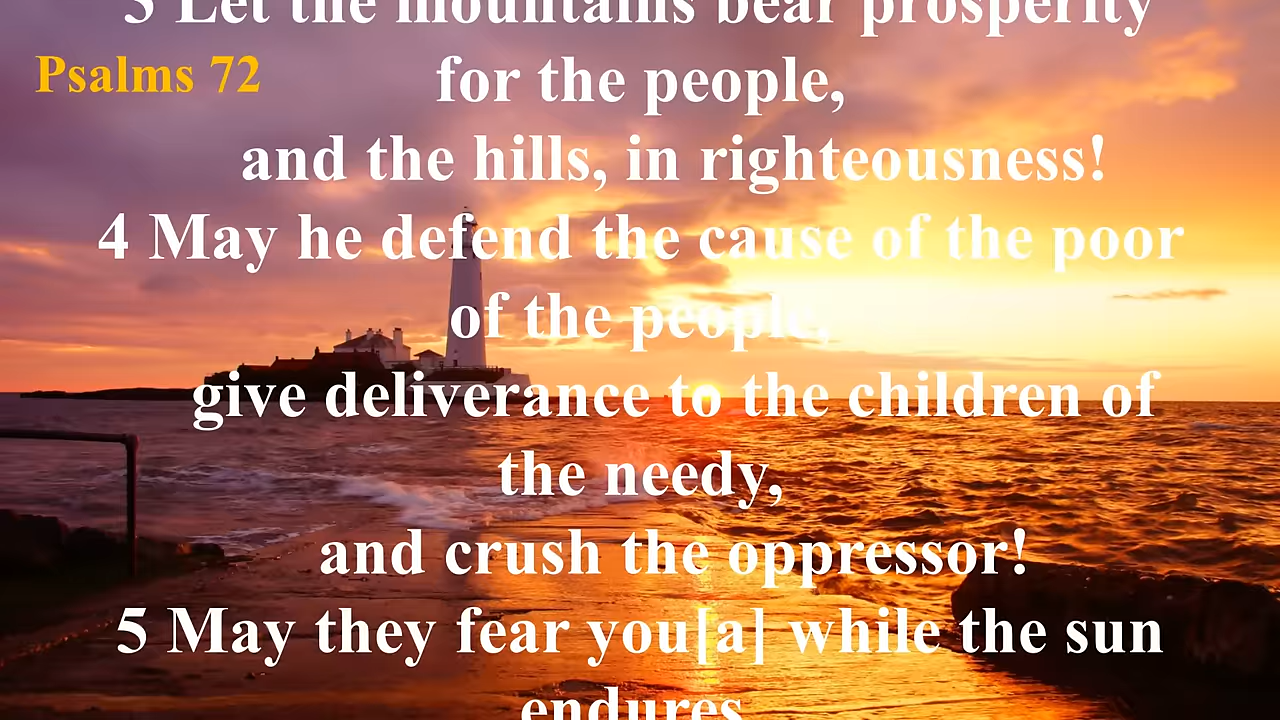 3 Let the mountains bear prosperity
Psalms 72
for the people,
and the hills, in righteousness!
4 May he defend the cause of the poor
of the people,
give deliverance to the children of
the needy,
and crush the oppressor!
5 May they fear you[a] while the sun
endures